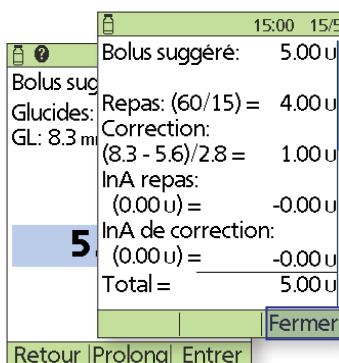 15:00 15/5
Bolus suggéré: 5.00 u
Repas: (60/15) = 4.00 u
Correction:
(8.3 - 5.6)/2.8 = 1.00 u
InA repas:
(0.00 u) = -0.00 u
InA de correction:
(0.00 u) = -0.00 u
Total = 5.00 u
Fermer
?
Bolus sug
Glucides:
GL: 8.3 m
5
Retour | Prolong | Entrer